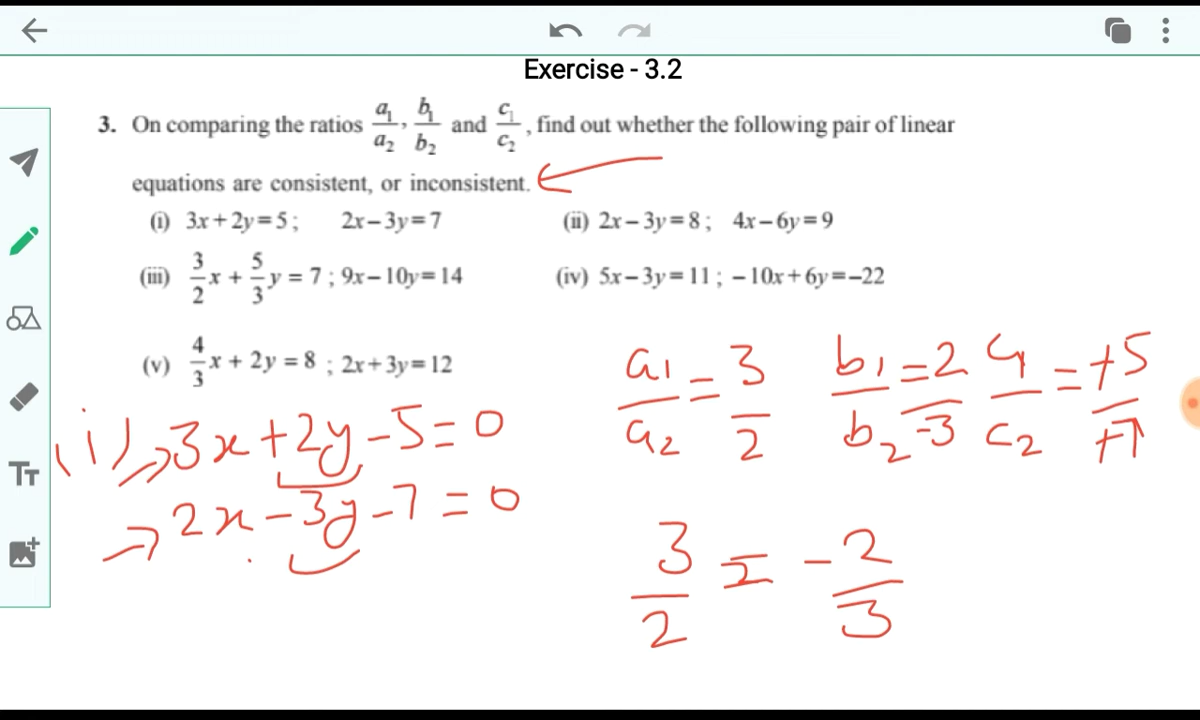 Exercise - 3.2
3. On comparing the ratios a₁/a₂, b₁/b₂ and c₁/c₂, find out whether the following pair of linear
equations are consistent, or inconsistent.
(i) 3x + 2y = 5 ; 2x – 3y = 7 (ii) 2x – 3y = 8 ; 4x – 6y = 9
(iii) 3/2 x + 5/3 y = 7 ; 9x – 10y = 14 (iv) 5x – 3y = 11 ; – 10x + 6y = –22
(v) 4/3 x + 2y = 8 ; 2x + 3y = 12
a1/a2 = 3/2 b1/b2 = 2/-3 c1/c2 = +5/+7
(i) → 3x + 2y - 5 = 0
→ 2x - 3y - 7 = 0
3/2 = -2/3
TT